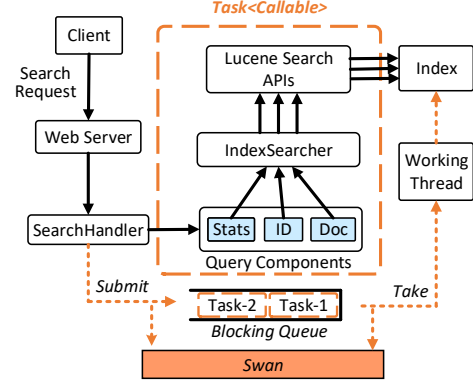 Task<Callable>
Client
Search
Request
Web Server
SearchHandler
Lucene Search
APIs
IndexSearcher
Stats
ID
Doc
Query Components
Index
Working
Thread
Submit
Take
Task-2
Task-1
Blocking Queue
Swan